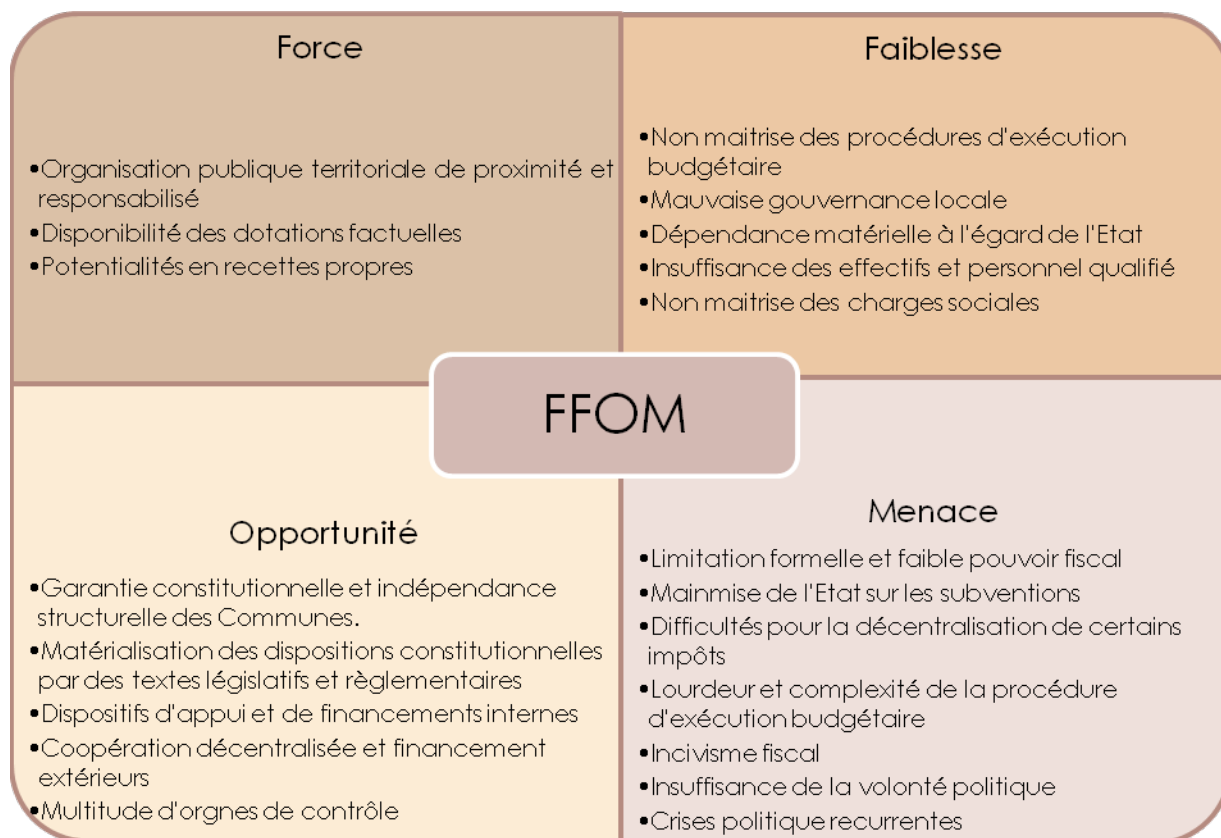 Force
•Organisation publique territoriale de proximité et
responsabilisé
•Disponibilité des dotations factuelles
•Potentialités en recettes propres
Faiblesse
•Non maitrise des procédures d'exécution
budgétaire
•Mauvaise gouvernance locale
•Dépendance matérielle à l'égard de l'Etat
•Insuffisance des effectifs et personnel qualifié
•Non maitrise des charges sociales
FFOM
Opportunité
•Garantie constitutionnelle et indépendance
structurelle des Communes.
•Matérialisation des dispositions constitutionnelles
par des textes législatifs et règlementaires
•Dispositifs d'appui et de financements internes
•Coopération décentralisée et financement
extérieurs
•Multitude d'orgnes de contrôle
Menace
•Limitation formelle et faible pouvoir fiscal
•Mainmise de l'Etat sur les subventions
•Difficultés pour la décentralisation de certains
impôts
•Lourdeur et complexité de la procédure
d'exécution budgétaire
•Incivisme fiscal
•Insuffisance de la volonté politique
•Crises politique recurrentes